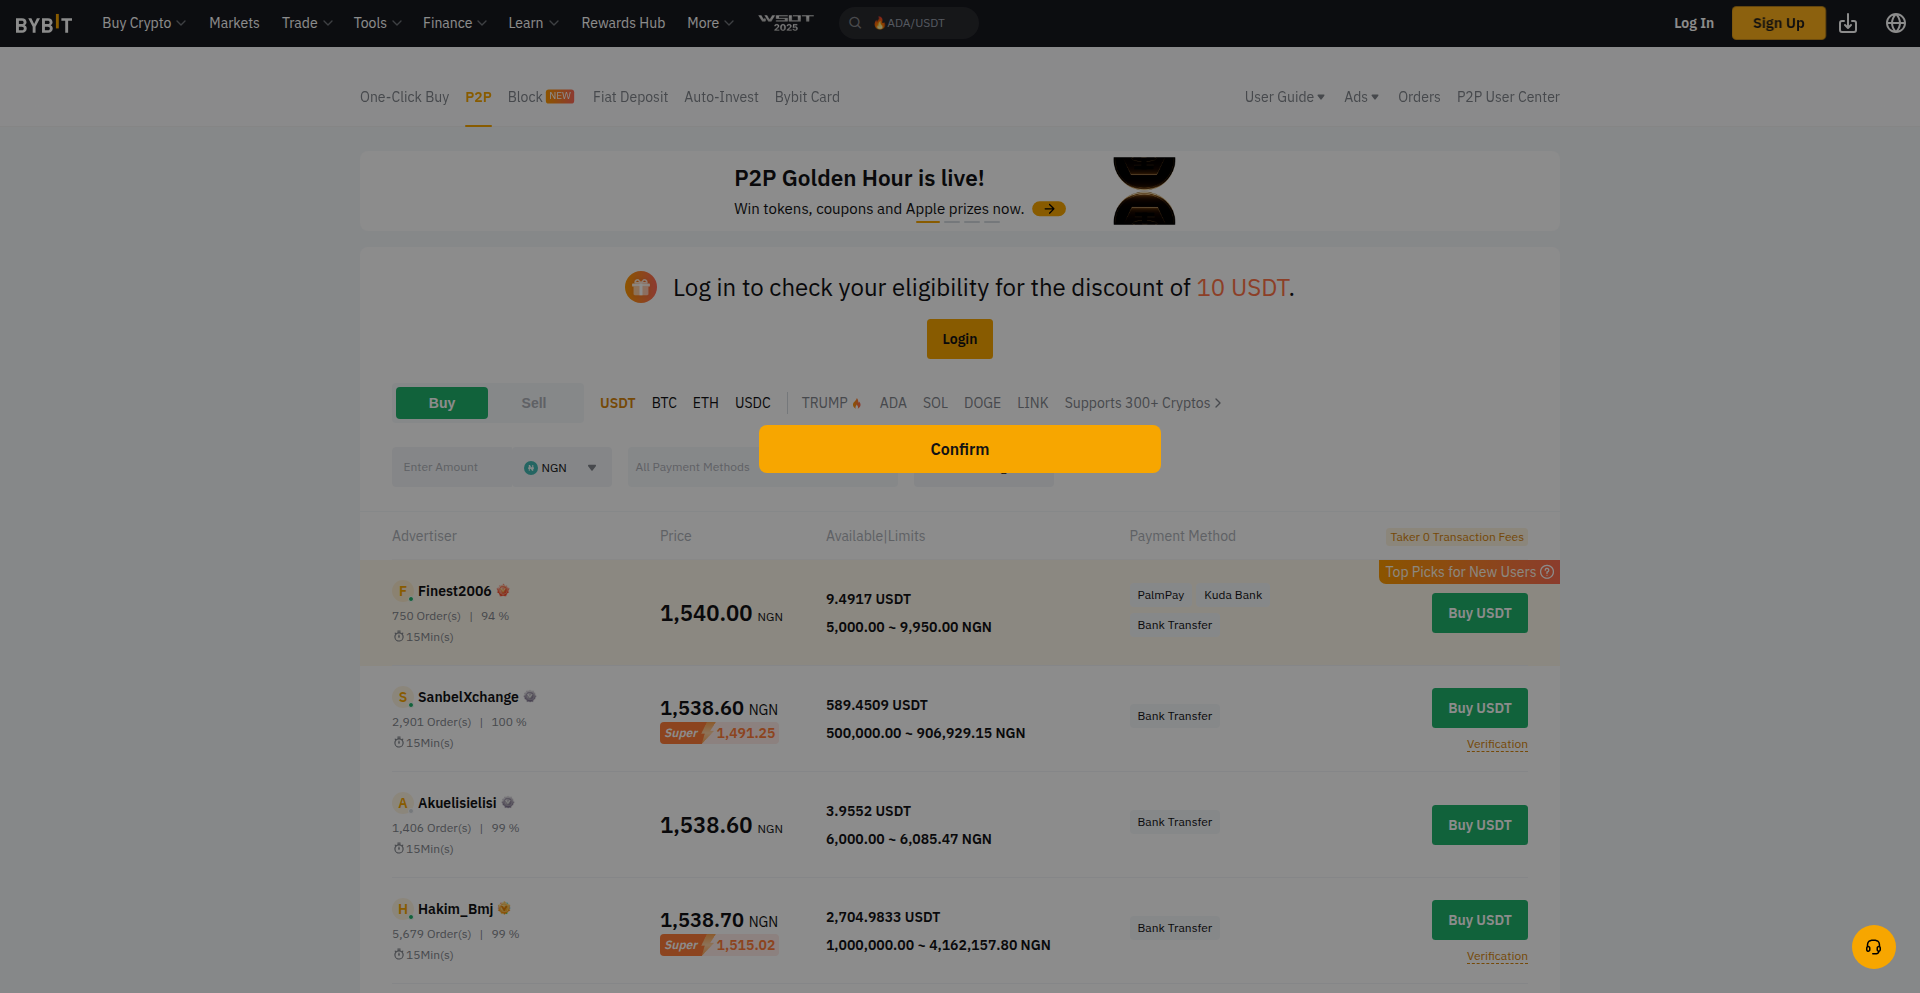 BYBIT Buy Crypto Markets Trade Tools Finance Learn Rewards Hub More WSOT 2025 ADA/USDT Log In Sign Up
One-Click Buy P2P Block NEW Fiat Deposit Auto-Invest Bybit Card User Guide Ads Orders P2P User Center
P2P Golden Hour is live!
Win tokens, coupons and Apple prizes now.
Log in to check your eligibility for the discount of 10 USDT.
Login
Buy Sell USDT BTC ETH USDC TRUMP ADA SOL DOGE LINK Supports 300+ Cryptos
Confirm
Enter Amount NGN All Payment Methods
Advertiser Price Available|Limits Payment Method Taker 0 Transaction Fees
Top Picks for New Users
F Finest2006
750 Order(s) | 94 %
15Min(s)
1,540.00 NGN
9.4917 USDT
5,000.00 ~ 9,950.00 NGN
PalmPay Kuda Bank
Bank Transfer
Buy USDT
S SanbelXchange
2,901 Order(s) | 100 %
15Min(s)
1,538.60 NGN
Super 1,491.25
589.4509 USDT
500,000.00 ~ 906,929.15 NGN
Bank Transfer
Buy USDT
Verification
A Akuelisielisi
1,406 Order(s) | 99 %
15Min(s)
1,538.60 NGN
3.9552 USDT
6,000.00 ~ 6,085.47 NGN
Bank Transfer
Buy USDT
H Hakim_Bmj
5,679 Order(s) | 99 %
15Min(s)
1,538.70 NGN
Super 1,515.02
2,704.9833 USDT
1,000,000.00 ~ 4,162,157.80 NGN
Bank Transfer
Buy USDT
Verification